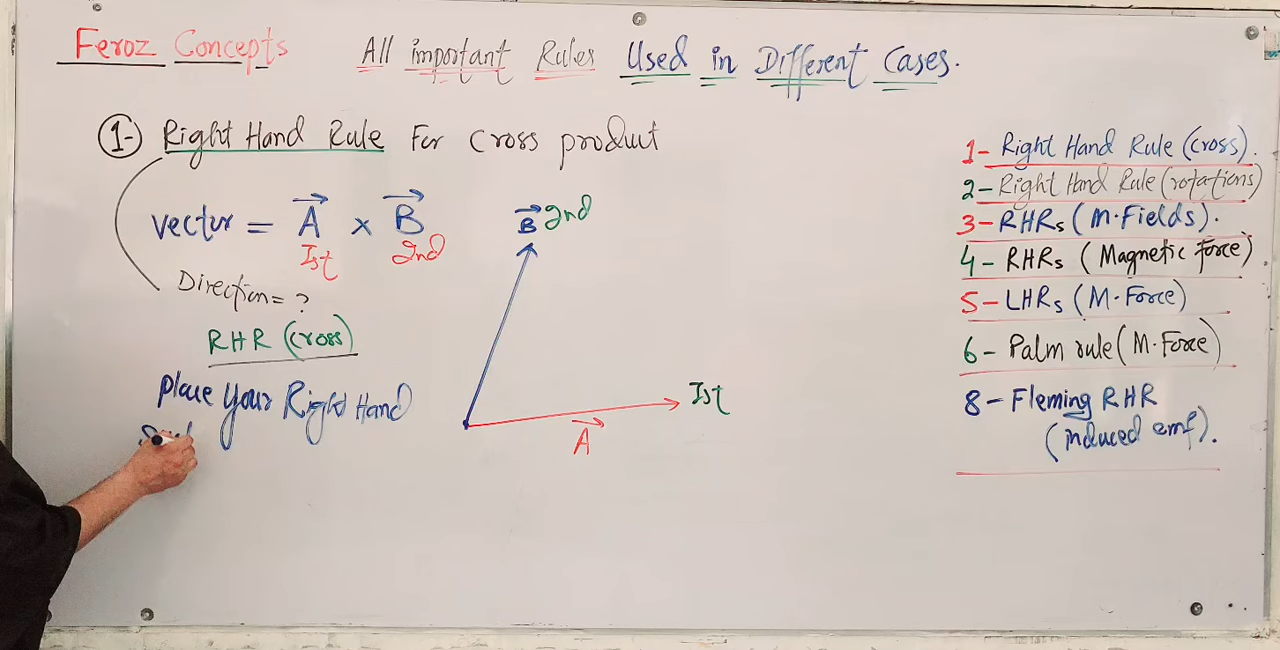 Feroz Concepts All important Rules Used in Different Cases.
1-) Right Hand Rule For cross product
vector = A x B
Ist 2nd
Direction = ?
RHR (cross)
Place Your Right Hand
B 2nd
Ist
A
1- Right Hand Rule (cross).
2- Right Hand Rule (rotations)
3- RHRs (M.Fields).
4- RHRs (Magnetic force)
5- LHRs (M.Force)
6- Palm rule (M.Force)
8- Fleming RHR
(induced emf).